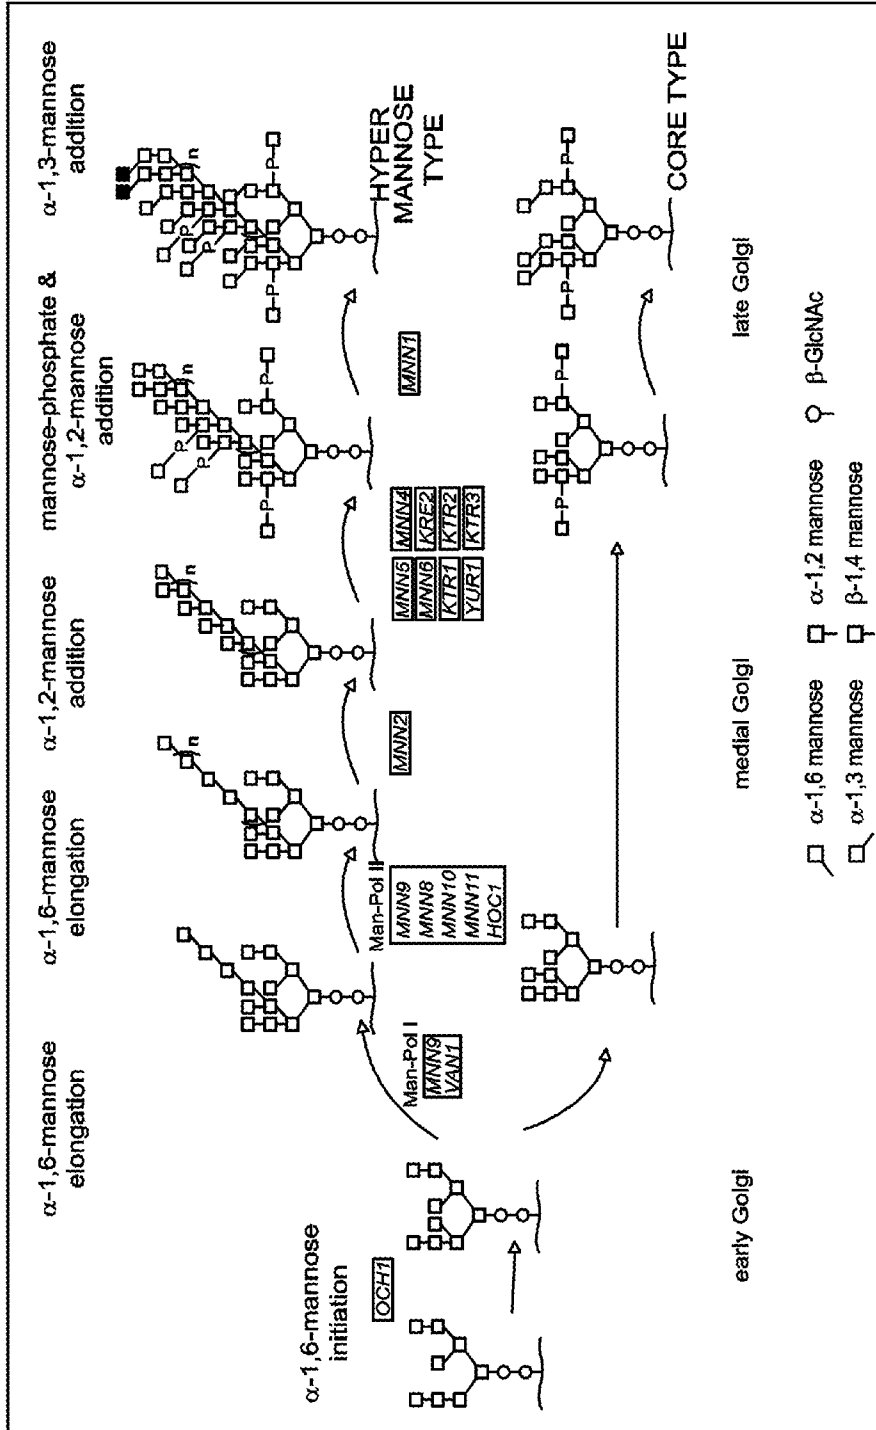 α-1,6-mannose
initiation
α-1,6-mannose
elongation
α-1,6-mannose
elongation
α-1,2-mannose
addition
mannose-phosphate &
α-1,2-mannose
addition
α-1,3-mannose
addition
OCH1
Man-Pol I
MNN9
VAN1
Man-Pol II
MNN9
MNN8
MNN10
MNN11
HOC1
MNN2
MNN5 MNN4
MNN6 KRE2
KTR1 KTR2
YUR1 KTR3
MNN1
n
n
P
P
P
P
n
P
P
P
P
n
HYPER
MANNOSE
TYPE
P
P
P
P
CORE TYPE
early Golgi
medial Golgi
late Golgi
α-1,6 mannose
α-1,2 mannose
β-GlcNAc
α-1,3 mannose
β-1,4 mannose